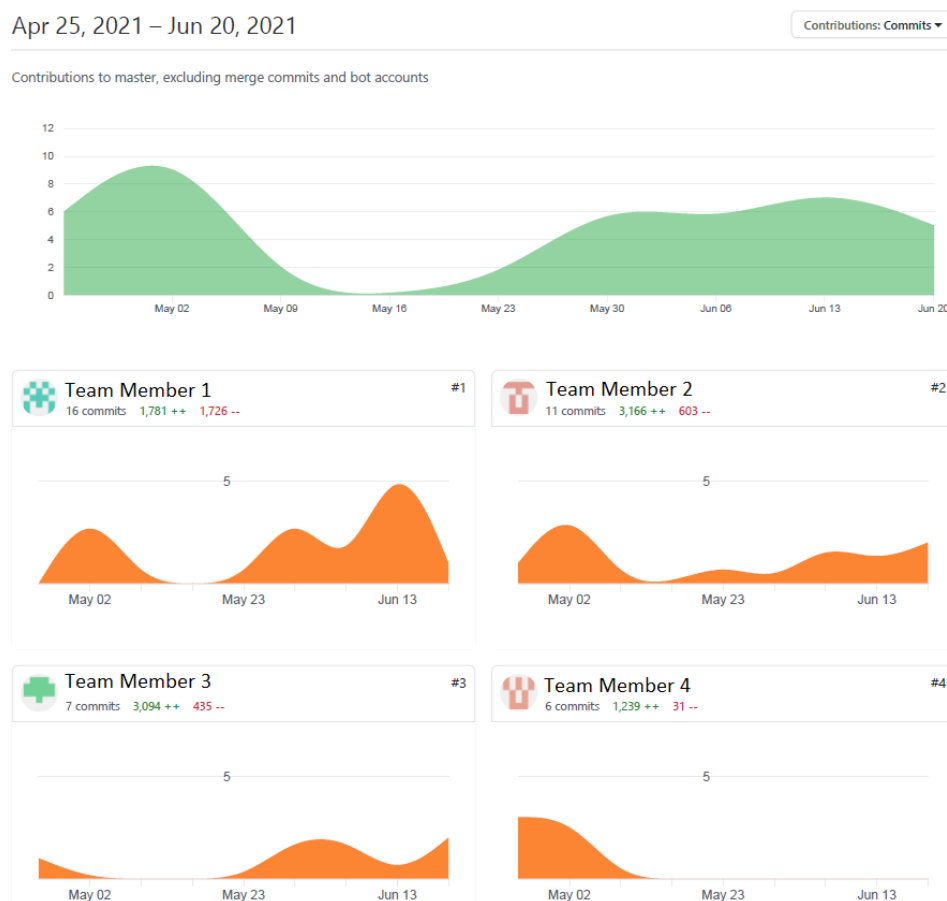 Apr 25, 2021 – Jun 20, 2021
Contributions: Commits
Contributions to master, excluding merge commits and bot accounts
12
10
8
6
4
2
0
May 02 May 09 May 16 May 23 May 30 Jun 06 Jun 13 Jun 20
Team Member 1 #1
16 commits 1,781 ++ 1,726 --
5
May 02 May 23 Jun 13
Team Member 2 #2
11 commits 3,166 ++ 603 --
5
May 02 May 23 Jun 13
Team Member 3 #3
7 commits 3,094 ++ 435 --
5
May 02 May 23 Jun 13
Team Member 4 #4
6 commits 1,239 ++ 31 --
5
May 02 May 23 Jun 13